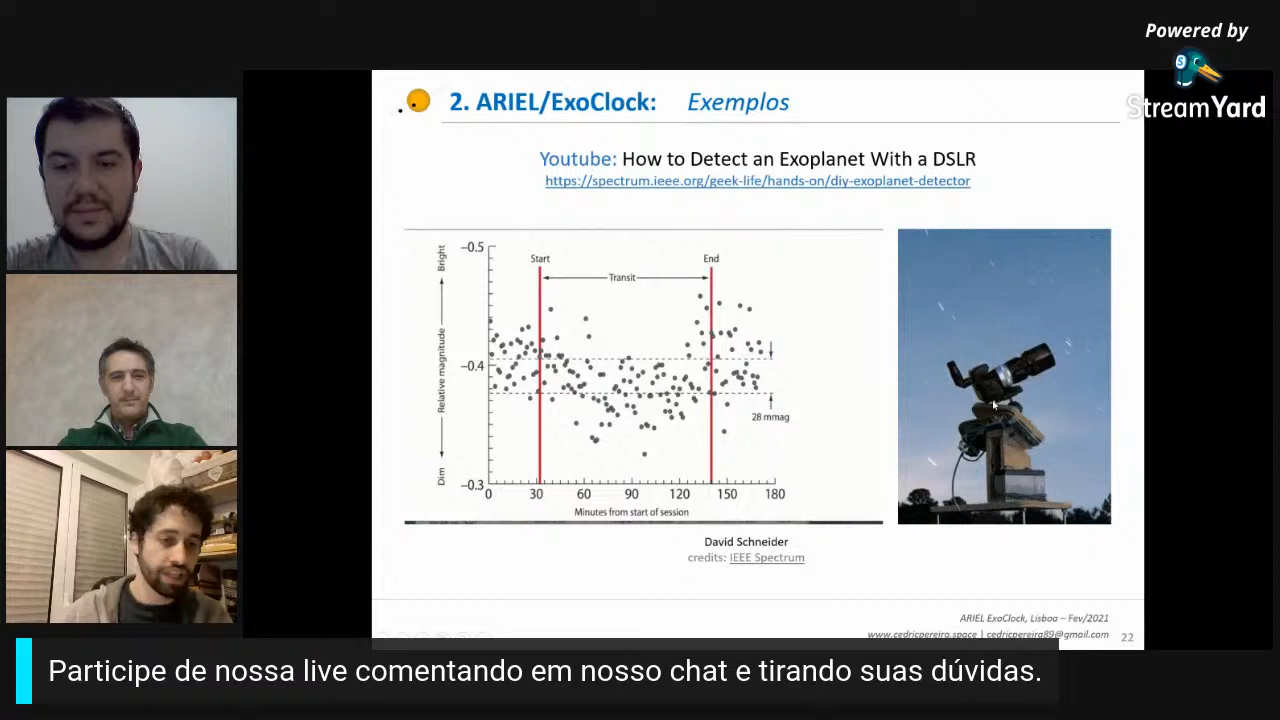 Powered by
StreamYard
2. ARIEL/ExoClock: Exemplos
Youtube: How to Detect an Exoplanet With a DSLR
https://spectrum.ieee.org/geek-life/hands-on/diy-exoplanet-detector
Dim Relative magnitude Bright
−0.5
−0.4
−0.3
Start
End
Transit
28 mmag
0 30 60 90 120 150 180
Minutes from start of session
David Schneider
credits: IEEE Spectrum
ARIEL ExoClock, Lisboa – Fev/2021
www.cedricpereira.space | cedricpereira89@gmail.com 22
Participe de nossa live comentando em nosso chat e tirando suas dúvidas.